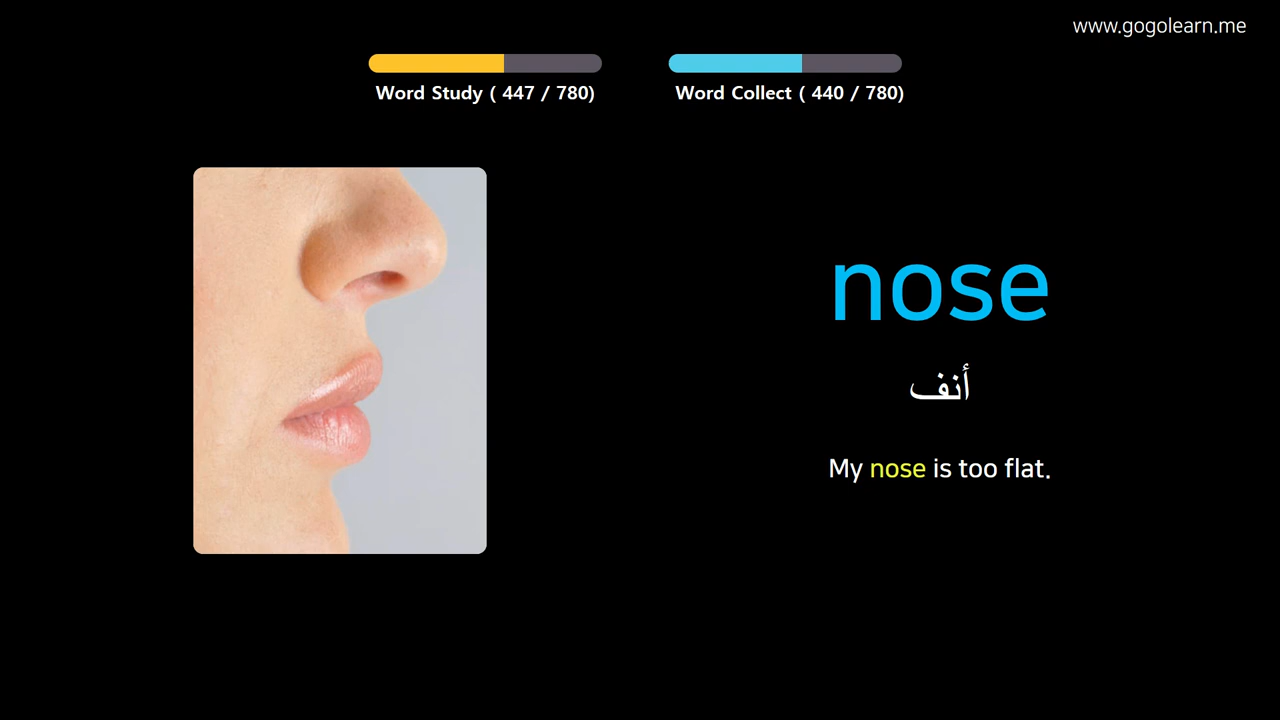 www.gogolearn.me
Word Study ( 447 / 780)
Word Collect ( 440 / 780)
nose
أنف
My nose is too flat.